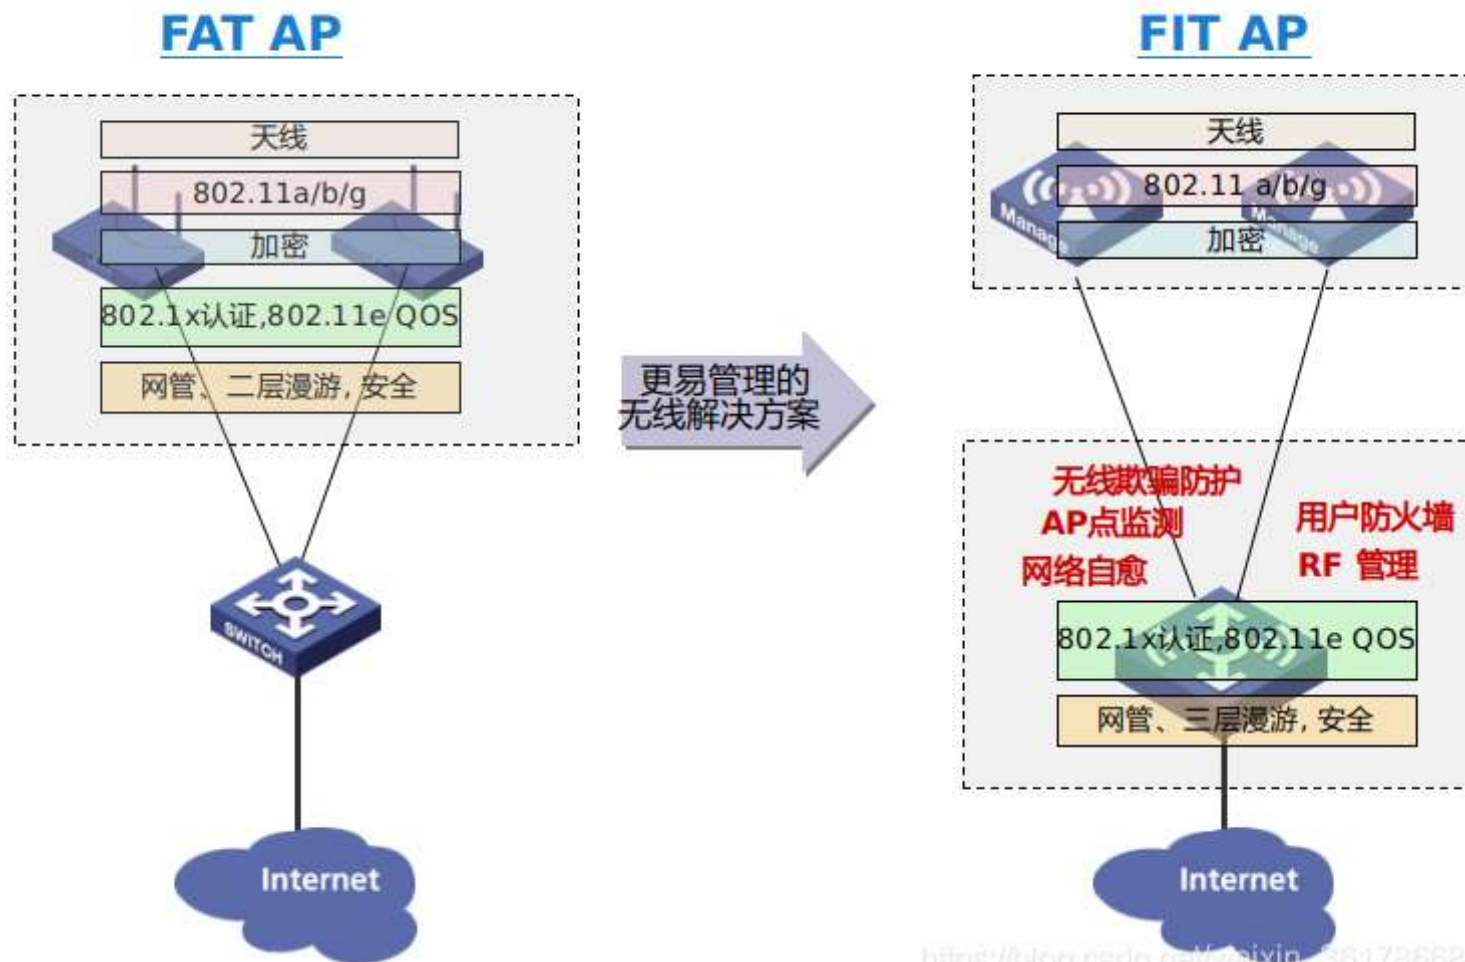 FAT AP
天线
802.11a/b/g
加密
802.1x认证,802.11e QOS
网管、二层漫游, 安全
SWITCH
Internet
更易管理的
无线解决方案
FIT AP
天线
802.11 a/b/g
加密
Manage
Manage
无线欺骗防护
AP点监测
网络自愈
用户防火墙
RF 管理
802.1x认证,802.11e QOS
网管、三层漫游, 安全
Internet